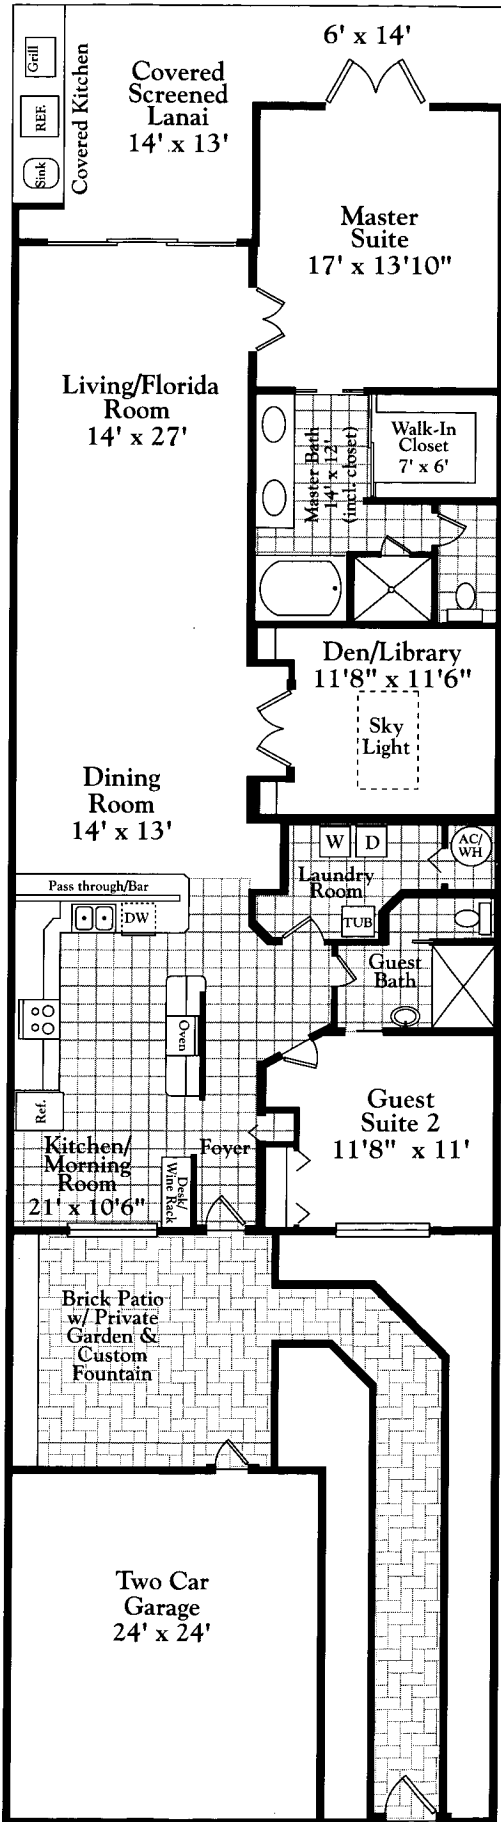 6' x 14'
Grill
REF.
Sink
Covered Kitchen
Covered
Screened
Lanai
14' x 13'
Master
Suite
17' x 13'10"
Living/Florida
Room
14' x 27'
Master Bath
14' x 12'
(incl. closet)
Walk-In
Closet
7' x 6'
Den/Library
11'8" x 11'6"
Sky
Light
Dining
Room
14' x 13'
W
D
AC/
WH
Laundry
Room
TUB
Pass through/Bar
DW
Guest
Bath
Oven
Ref.
Guest
Suite 2
11'8" x 11'
Foyer
Kitchen/
Morning
Room
21' x 10'6"
Desk/
Wine Rack
Brick Patio
w/ Private
Garden &
Custom
Fountain
Two Car
Garage
24' x 24'